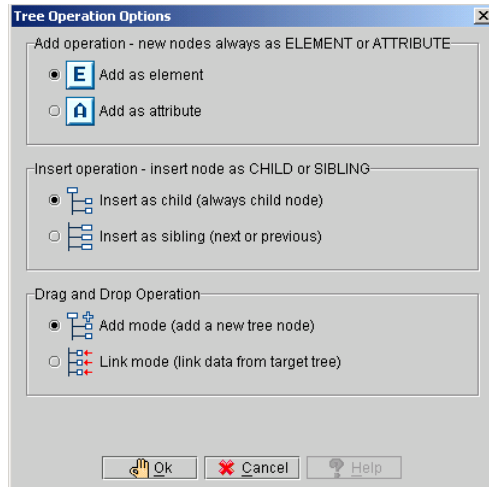 Tree Operation Options
Add operation - new nodes always as ELEMENT or ATTRIBUTE
E Add as element
A Add as attribute
Insert operation - insert node as CHILD or SIBLING
Insert as child (always child node)
Insert as sibling (next or previous)
Drag and Drop Operation
Add mode (add a new tree node)
Link mode (link data from target tree)
Ok Cancel Help